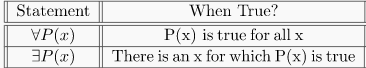 Statement When True?
∀P(x) P(x) is true for all x
∃P(x) There is an x for which P(x) is true